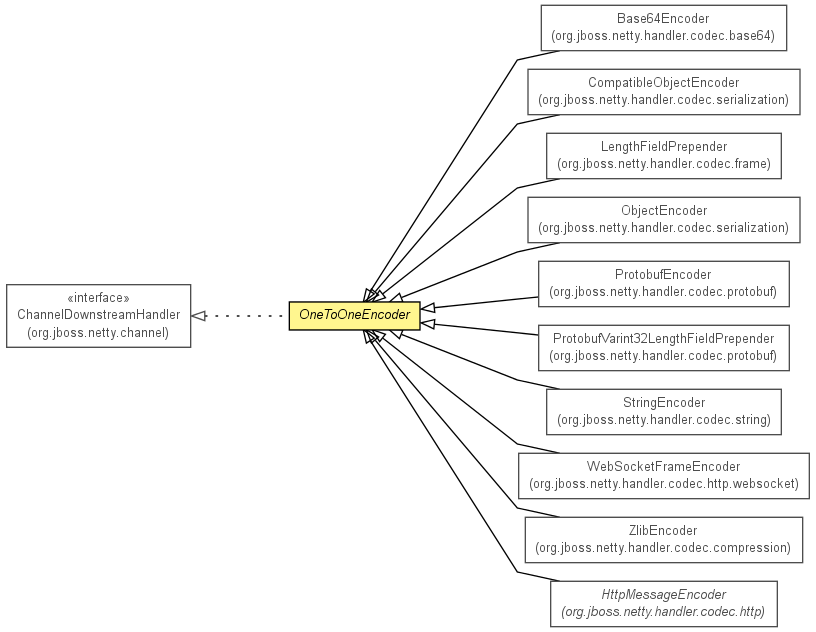 Base64Encoder
(org.jboss.netty.handler.codec.base64)
CompatibleObjectEncoder
(org.jboss.netty.handler.codec.serialization)
LengthFieldPrepender
(org.jboss.netty.handler.codec.frame)
ObjectEncoder
(org.jboss.netty.handler.codec.serialization)
ProtobufEncoder
(org.jboss.netty.handler.codec.protobuf)
«interface»
ChannelDownstreamHandler
(org.jboss.netty.channel)
OneToOneEncoder
ProtobufVarint32LengthFieldPrepender
(org.jboss.netty.handler.codec.protobuf)
StringEncoder
(org.jboss.netty.handler.codec.string)
WebSocketFrameEncoder
(org.jboss.netty.handler.codec.http.websocket)
ZlibEncoder
(org.jboss.netty.handler.codec.compression)
HttpMessageEncoder
(org.jboss.netty.handler.codec.http)